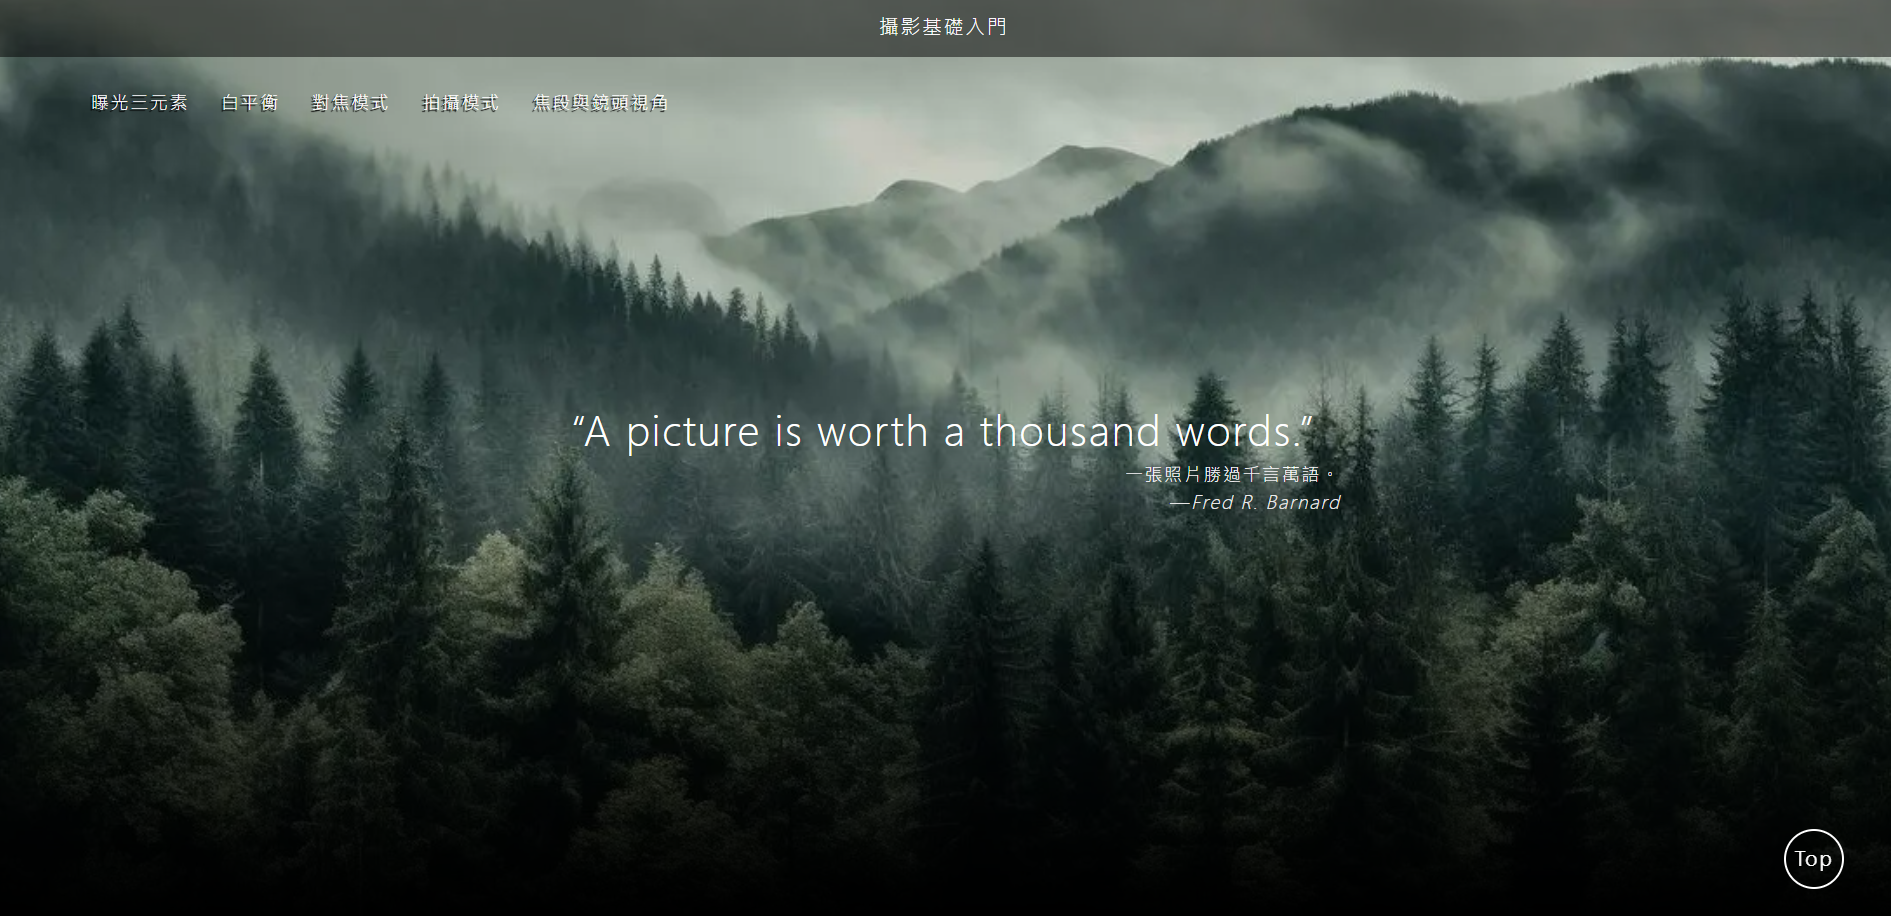 攝影基礎入門
曝光三元素 白平衡 對焦模式 拍攝模式 焦段與鏡頭視角
“A picture is worth a thousand words.”
一張照片勝過千言萬語。
—Fred R. Barnard
Top